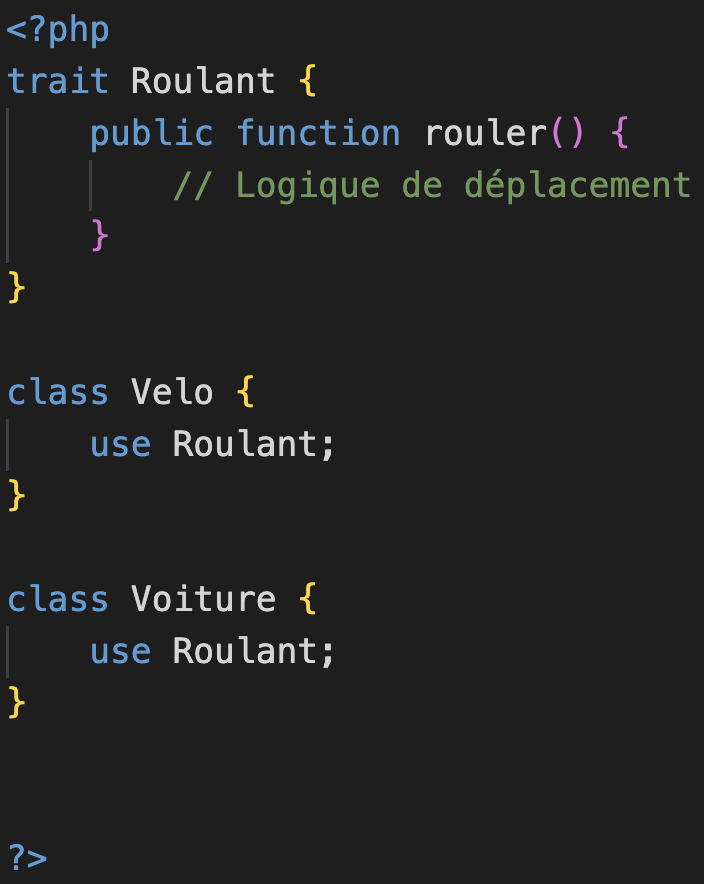 <?php
trait Roulant {
    public function rouler() {
        // Logique de déplacement
    }
}

class Velo {
    use Roulant;
}

class Voiture {
    use Roulant;
}

?>